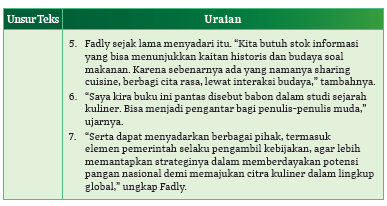 Unsur Teks
Uraian
5. Fadly sejak lama menyadari itu. “Kita butuh stok informasi
yang bisa menunjukkan kaitan historis dan budaya soal
makanan. Karena sebenarnya ada yang namanya sharing
cuisine, berbagi cita rasa, lewat interaksi budaya,” tambahnya.
6. “Saya kira buku ini pantas disebut babon dalam studi sejarah
kuliner. Bisa menjadi pengantar bagi penulis-penulis muda,”
ujarnya.
7. “Serta dapat menyadarkan berbagai pihak, termasuk
elemen pemerintah selaku pengambil kebijakan, agar lebih
memantapkan strateginya dalam memberdayakan potensi
pangan nasional demi memajukan citra kuliner dalam lingkup
global,” ungkap Fadly.